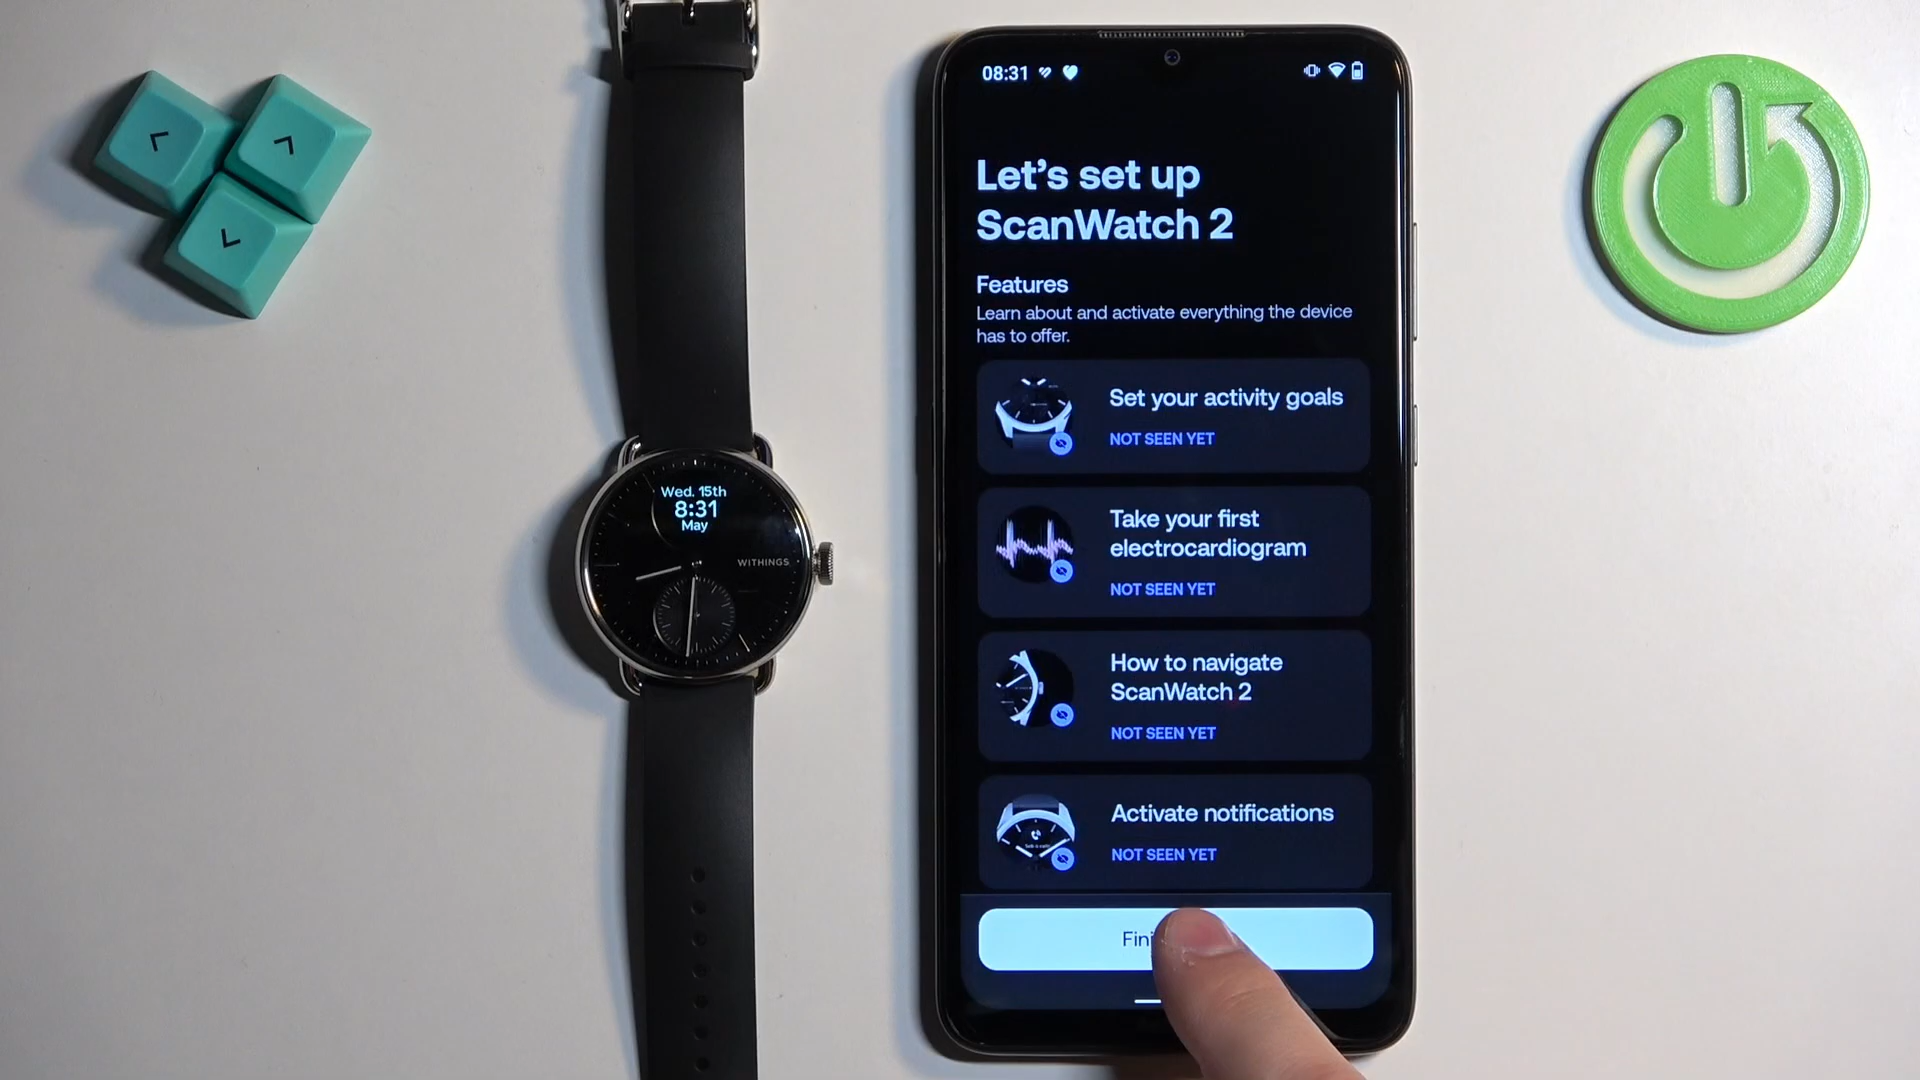 08:31
Let's set up
ScanWatch 2
Features
Learn about and activate everything the device
has to offer.
Set your activity goals
NOT SEEN YET
Take your first
electrocardiogram
NOT SEEN YET
How to navigate
ScanWatch 2
NOT SEEN YET
Activate notifications
NOT SEEN YET
Wed. 15th
8:31
May
WITHINGS